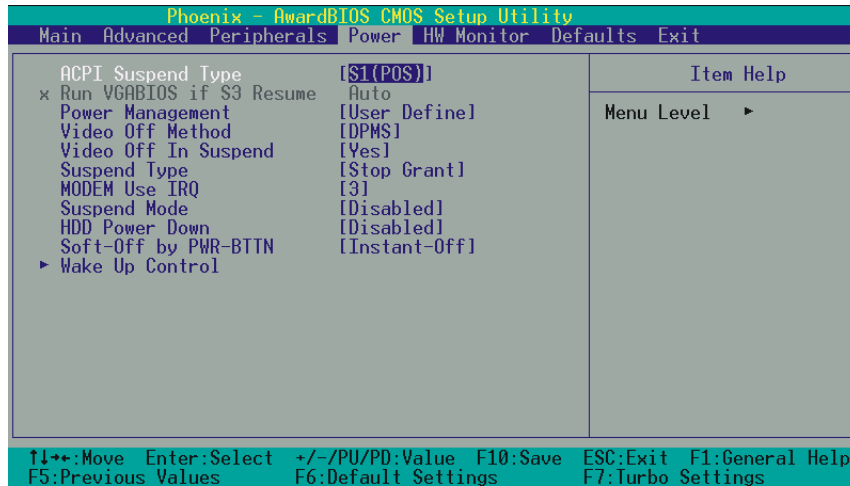 Phoenix - AwardBIOS CMOS Setup Utility
Main Advanced Peripherals Power HW Monitor Defaults Exit
ACPI Suspend Type [S1(POS)]
x Run VGABIOS if S3 Resume Auto
Power Management [User Define]
Video Off Method [DPMS]
Video Off In Suspend [Yes]
Suspend Type [Stop Grant]
MODEM Use IRQ [3]
Suspend Mode [Disabled]
HDD Power Down [Disabled]
Soft-Off by PWR-BTTN [Instant-Off]
► Wake Up Control
Item Help
Menu Level ►
↑↓→←:Move Enter:Select +/-/PU/PD:Value F10:Save ESC:Exit F1:General Help
F5:Previous Values F6:Default Settings F7:Turbo Settings